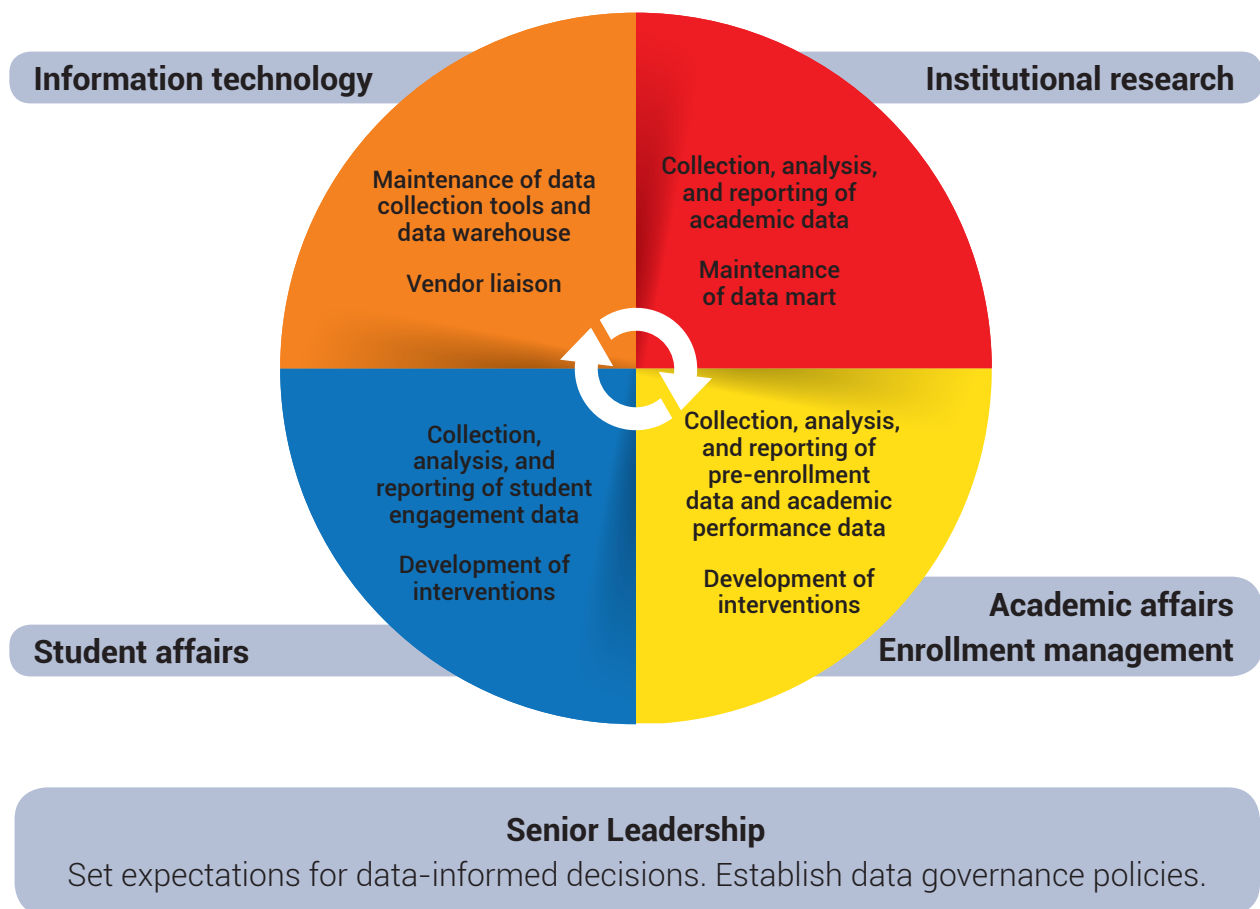 Information technology
Institutional research
Maintenance of data
collection tools and
data warehouse
Vendor liaison
Collection, analysis,
and reporting of
academic data
Maintenance
of data mart
Collection,
analysis, and
reporting of student
engagement data
Development of
interventions
Collection, analysis,
and reporting of
pre-enrollment
data and academic
performance data
Development of
interventions
Student affairs
Academic affairs
Enrollment management
Senior Leadership
Set expectations for data-informed decisions. Establish data governance policies.